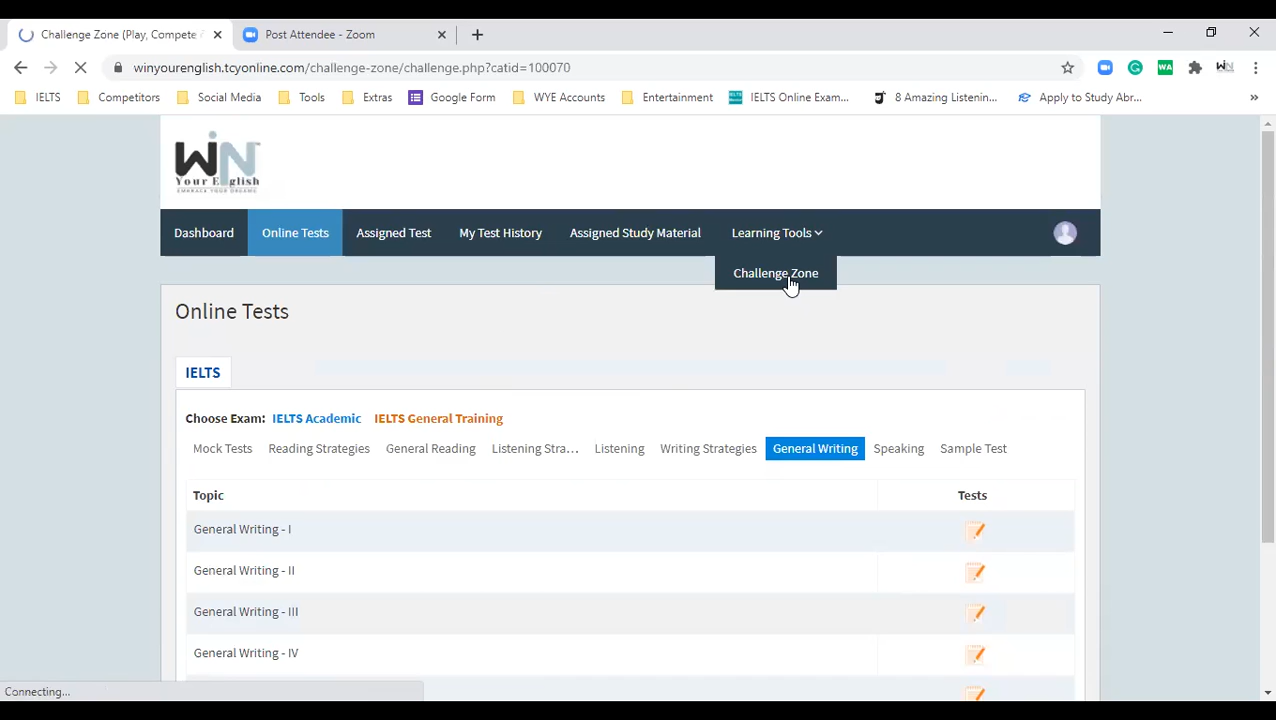 Challenge Zone (Play, Compete
Post Attendee - Zoom
winyourenglish.tcyonline.com/challenge-zone/challenge.php?catid=100070
IELTS Competitors Social Media Tools Extras Google Form WYE Accounts Entertainment IELTS Online Exam... 8 Amazing Listenin... Apply to Study Abr... »
WiN
Your English
EMBRACE YOUR DREAMS
Dashboard Online Tests Assigned Test My Test History Assigned Study Material Learning Tools
Challenge Zone
Online Tests
IELTS
Choose Exam: IELTS Academic IELTS General Training
Mock Tests Reading Strategies General Reading Listening Stra... Listening Writing Strategies General Writing Speaking Sample Test
Topic Tests
General Writing - I
General Writing - II
General Writing - III
General Writing - IV
Connecting...